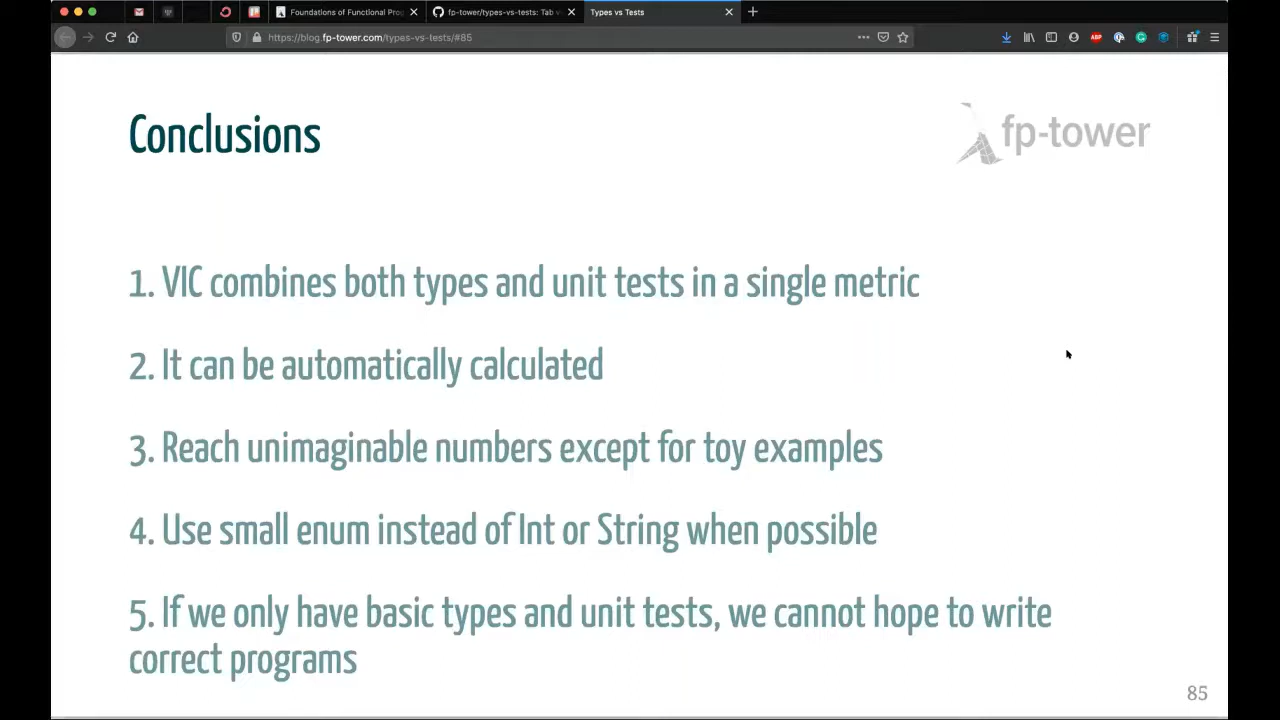 Foundations of Functional Prog
fp-tower/types-vs-tests: Tab v
Types vs Tests
https://blog.fp-tower.com/types-vs-tests/#85
ABP
Conclusions
fp-tower
1. VIC combines both types and unit tests in a single metric
2. It can be automatically calculated
3. Reach unimaginable numbers except for toy examples
4. Use small enum instead of Int or String when possible
5. If we only have basic types and unit tests, we cannot hope to write
correct programs
85